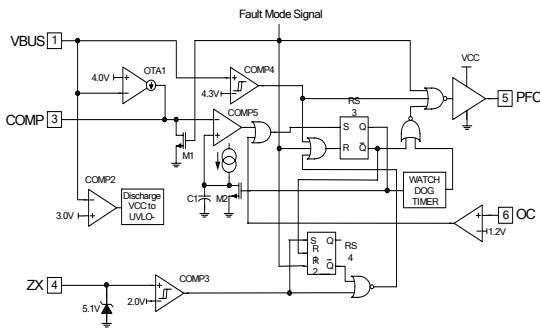 Fault Mode Signal
VBUS 1
VCC
4.0V
OTA1
COMP4
4.3V
RS
3
5 PFC
COMP 3
COMP5
S Q
R Q
M1
COMP2
C1
M2
WATCH
DOG
TIMER
Discharge
VCC to
UVLO-
3.0V
6 OC
1.2V
S Q
R
R Q
1
2
RS
4
ZX 4
COMP3
5.1V
2.0V